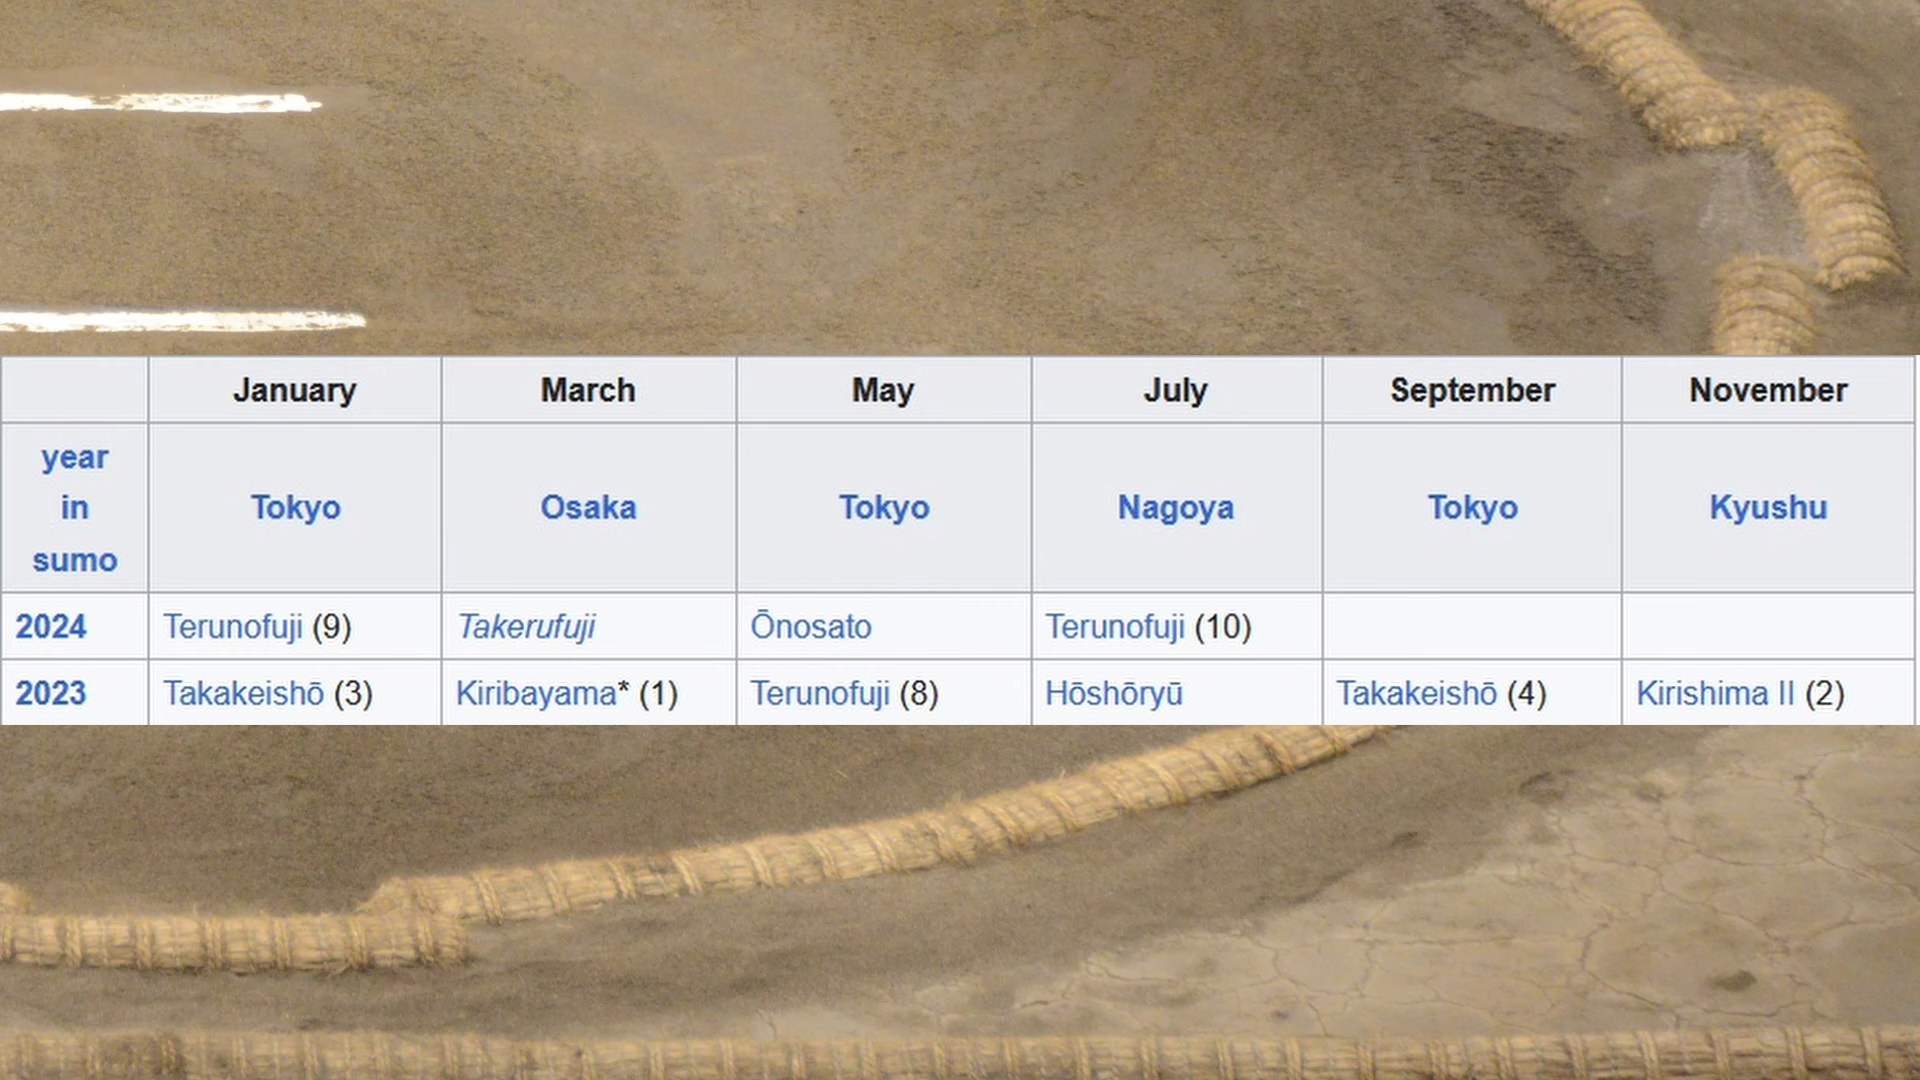 January March May July September November
year
in
sumo
Tokyo Osaka Tokyo Nagoya Tokyo Kyushu
2024 Terunofuji (9) Takerufuji Ōnosato Terunofuji (10)
2023 Takakeishō (3) Kiribayama* (1) Terunofuji (8) Hōshōryū Takakeishō (4) Kirishima II (2)